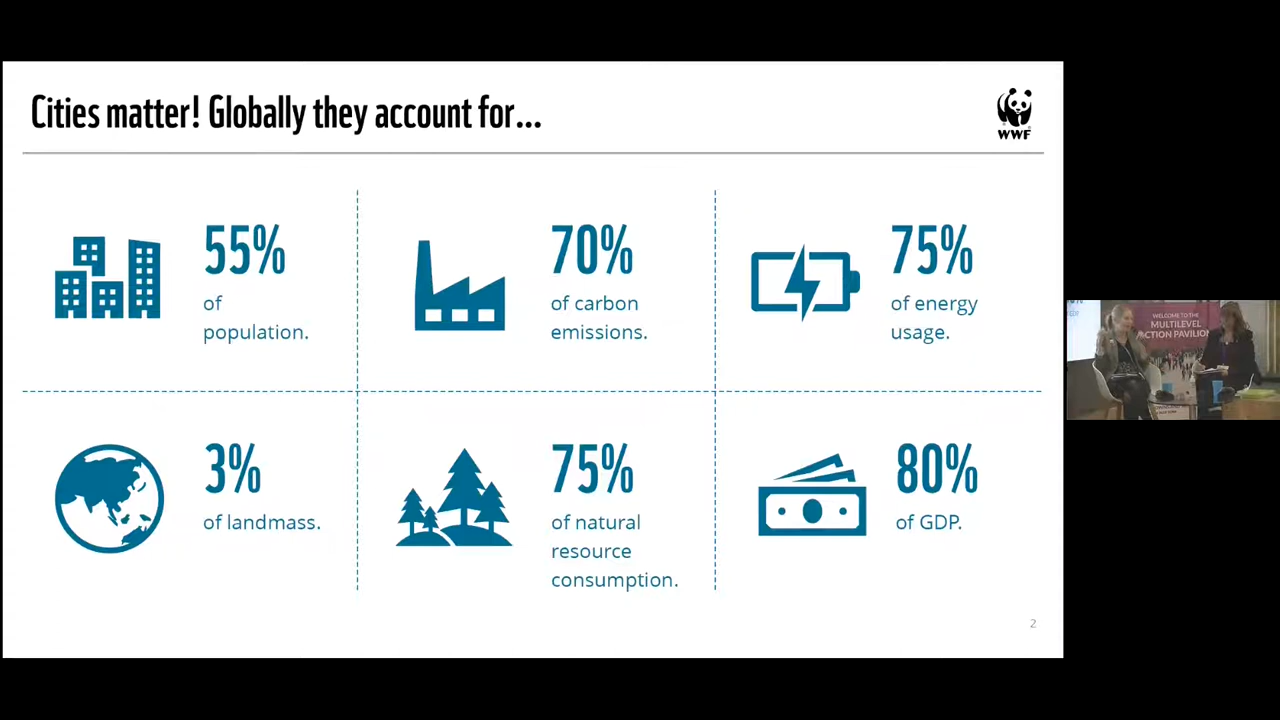 Cities matter! Globally they account for...
WWF
55%
of
population.
70%
of carbon
emissions.
75%
of energy
usage.
3%
of landmass.
75%
of natural
resource
consumption.
80%
of GDP.
2
WELCOME TO THE
MULTILEVEL
ACTION PAVILION